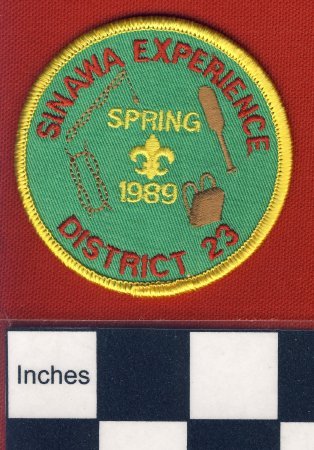 SINAWA EXPERIENCE
SPRING
1989
DISTRICT 23
Inches